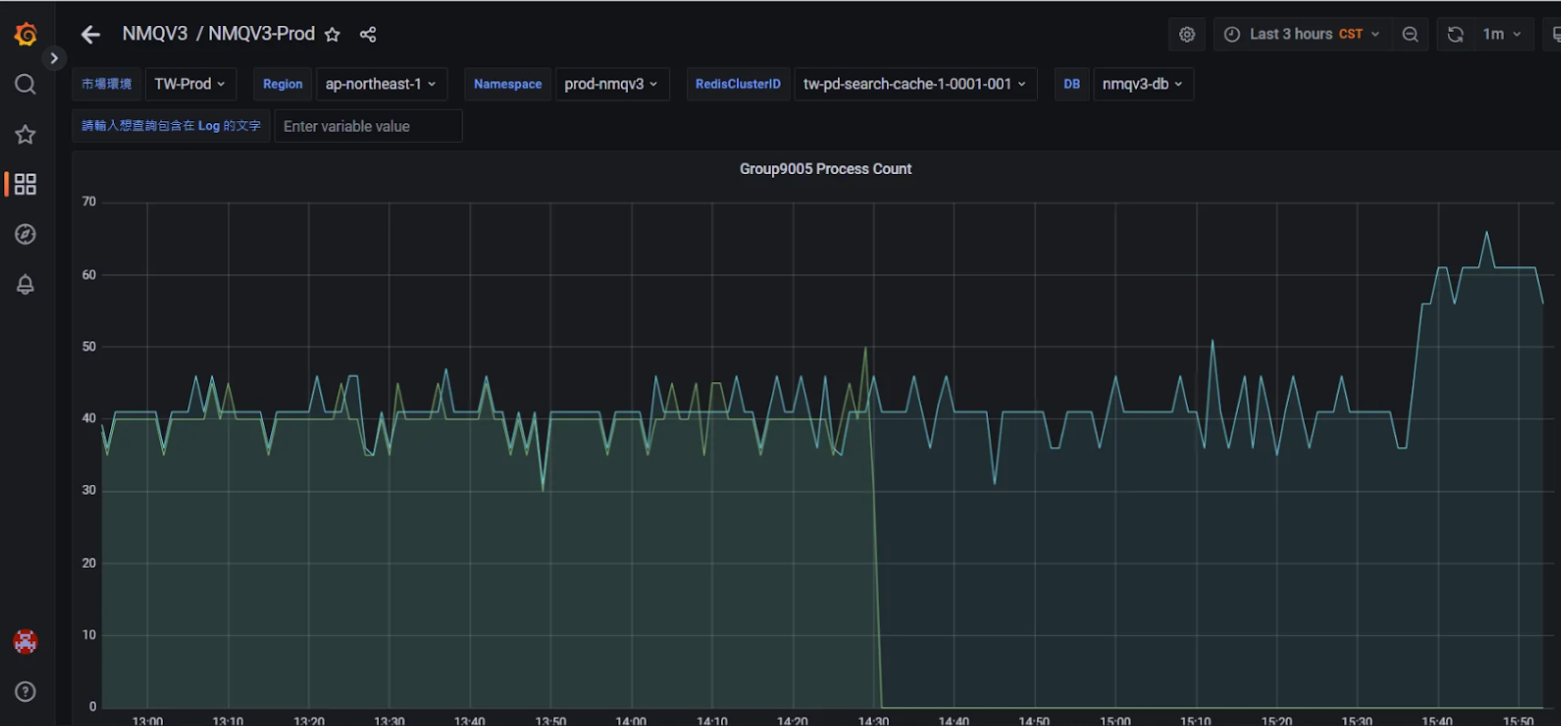 NMQV3 / NMQV3-Prod
Last 3 hours CST
1m
市場環境 TW-Prod Region ap-northeast-1 Namespace prod-nmqv3 RedisClusterID tw-pd-search-cache-1-0001-001 DB nmqv3-db
請輸入想查詢包含在 Log 的文字 Enter variable value
Group9005 Process Count
70
60
50
40
30
20
10
0
13:00 13:10 13:20 13:30 13:40 13:50 14:00 14:10 14:20 14:30 14:40 14:50 15:00 15:10 15:20 15:30 15:40 15:50